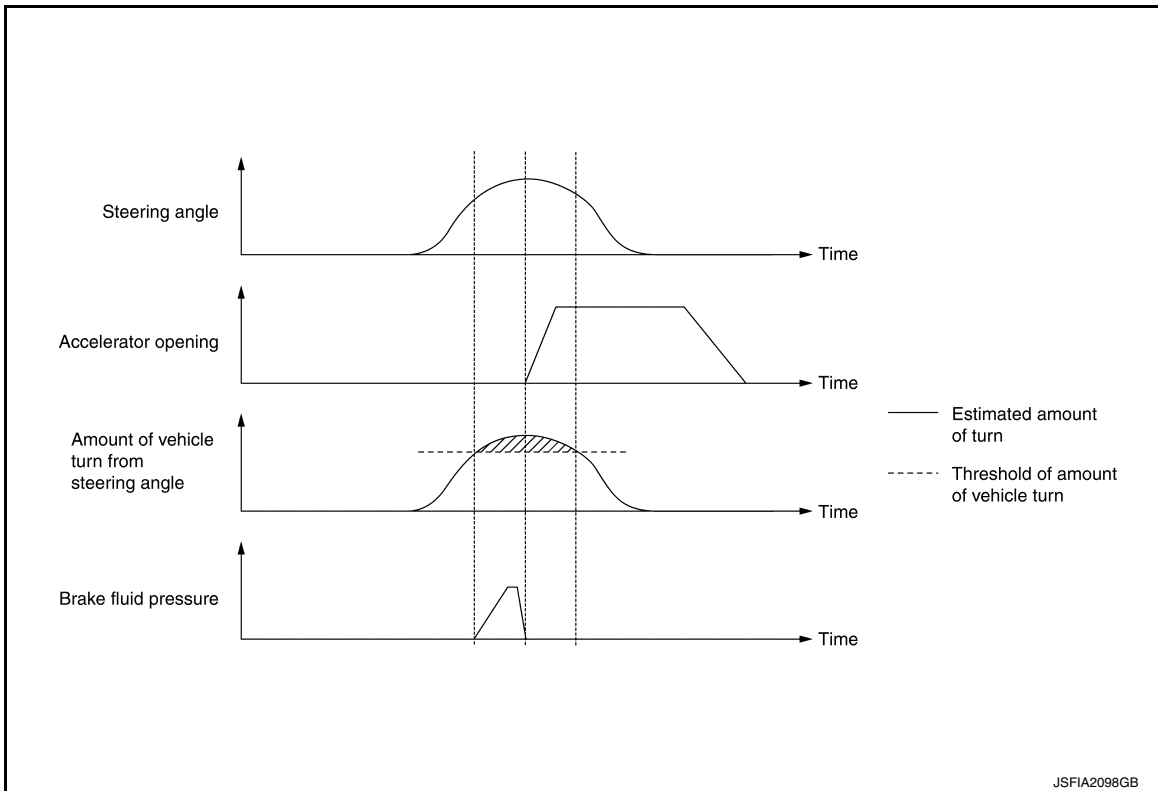 Steering angle
Time
Accelerator opening
Time
Amount of vehicle
turn from
steering angle
Time
Estimated amount
of turn
Threshold of amount
of vehicle turn
Brake fluid pressure
Time
JSFIA2098GB